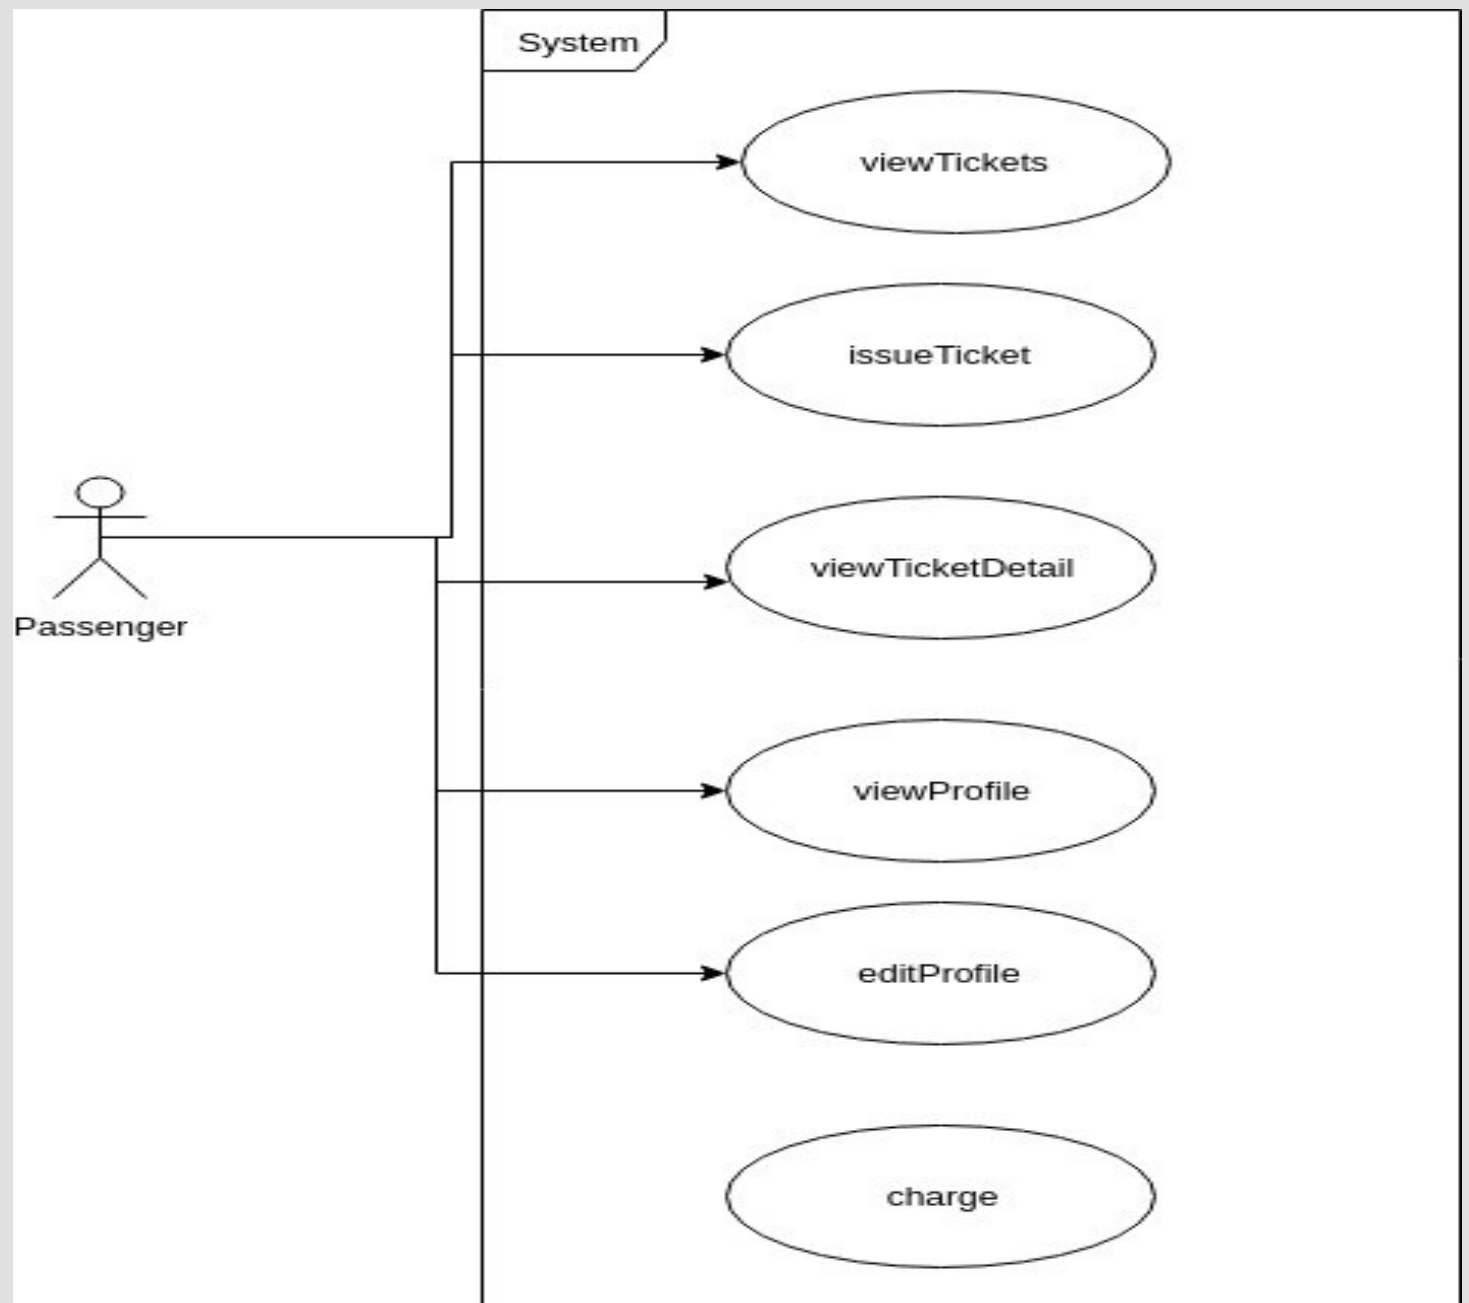 System
viewTickets
issueTicket
viewTicketDetail
Passenger
viewProfile
editProfile
charge